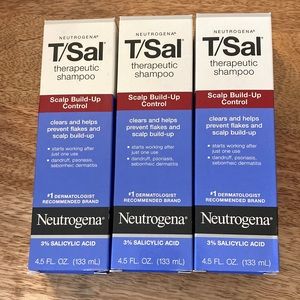 NEUTROGENA®
T/Sal®
therapeutic
shampoo
Scalp Build-Up
Control
clears and helps
prevent flakes and
scalp build-up
• starts working after
just one use
• dandruff, psoriasis,
seborrheic dermatitis
#1 DERMATOLOGIST
RECOMMENDED BRAND
Neutrogena®
3% SALICYLIC ACID
4.5 FL. OZ. (133 mL)
NEUTROGENA®
T/Sal®
therapeutic
shampoo
Scalp Build-Up
Control
clears and helps
prevent flakes and
scalp build-up
• starts working after
just one use
• dandruff, psoriasis,
seborrheic dermatitis
#1 DERMATOLOGIST
RECOMMENDED BRAND
Neutrogena®
3% SALICYLIC ACID
4.5 FL. OZ. (133 mL)
NEUTROGENA®
T/Sal®
therapeutic
shampoo
Scalp Build-Up
Control
clears and helps
prevent flakes and
scalp build-up
• starts working after
just one use
• dandruff, psoriasis,
seborrheic dermatitis
#1 DERMATOLOGIST
RECOMMENDED BRAND
Neutrogena®
3% SALICYLIC ACID
4.5 FL. OZ. (133 mL)